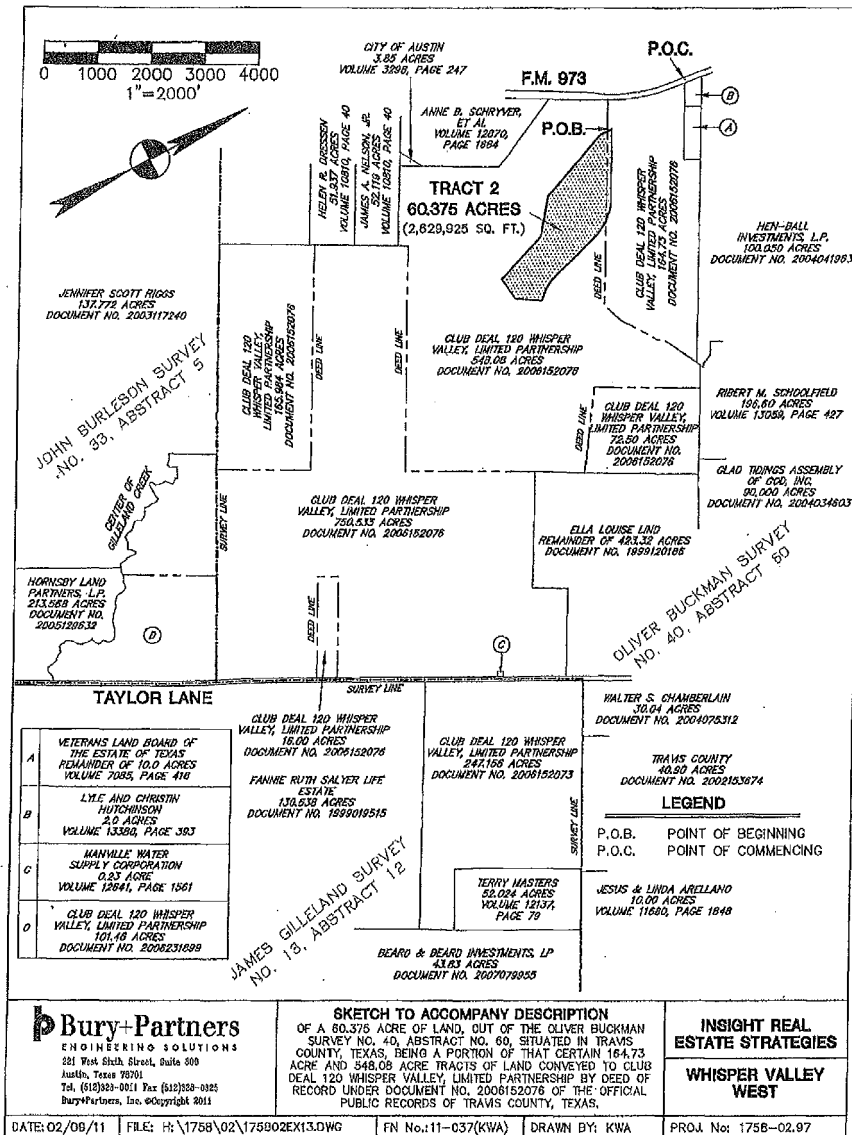 0 1000 2000 3000 4000
1"=2000'
CITY OF AUSTIN
3.85 ACRES
VOLUME 3298, PAGE 247
P.O.C.
F.M. 973
B
A
ANNE B. SCHRYVER,
ET AL
VOLUME 12870,
PAGE 1684
P.O.B.
HELEN R. DRESSEN
51.937 ACRES
VOLUME 10810, PAGE 40
JAMES A. NELSON, JR.
52.119 ACRES
VOLUME 10810, PAGE 40
TRACT 2
60.375 ACRES
(2,629,925 SQ. FT.)
CLUB DEAL 120 WHISPER
VALLEY, LIMITED PARTNERSHIP
164.73 ACRES
DOCUMENT NO. 2006152076
DEED LINE
HEN-BALL
INVESTMENTS, L.P.
100.050 ACRES
DOCUMENT NO. 2004041963
JENNIFER SCOTT RIGGS
137.772 ACRES
DOCUMENT NO. 2003117240
JOHN BURLESON SURVEY
NO. 33, ABSTRACT 5
CLUB DEAL 120
WHISPER VALLEY,
LIMITED PARTNERSHIP
165.984 ACRES
DOCUMENT NO. 2006152076
DEED LINE
DEED LINE
CLUB DEAL 120 WHISPER
VALLEY, LIMITED PARTNERSHIP
548.08 ACRES
DOCUMENT NO. 2006152076
DEED LINE
CLUB DEAL 120
WHISPER VALLEY,
LIMITED PARTNERSHIP
72.50 ACRES
DOCUMENT NO.
2006152076
RIBERT M. SCHOOLFIELD
196.60 ACRES
VOLUME 13059, PAGE 427
GLAD TIDINGS ASSEMBLY
OF GOD, INC.
90.000 ACRES
DOCUMENT NO. 2004034603
CENTER OF
GILLELAND CREEK
SURVEY LINE
CLUB DEAL 120 WHISPER
VALLEY, LIMITED PARTNERSHIP
750.533 ACRES
DOCUMENT NO. 2006152076
ELLA LOUISE LIND
REMAINDER OF 423.32 ACRES
DOCUMENT NO. 1999120186
OLIVER BUCKMAN SURVEY
NO. 40, ABSTRACT 60
HORNSBY LAND
PARTNERS, L.P.
213.568 ACRES
DOCUMENT NO.
2005128632
D
DEED LINE
C
TAYLOR LANE
SURVEY LINE
CLUB DEAL 120 WHISPER
VALLEY, LIMITED PARTNERSHIP
16.00 ACRES
DOCUMENT NO. 2006152076
FANNIE RUTH SALYER LIFE
ESTATE
130.538 ACRES
DOCUMENT NO. 1999019515
CLUB DEAL 120 WHISPER
VALLEY, LIMITED PARTNERSHIP
247.156 ACRES
DOCUMENT NO. 2006152073
SURVEY LINE
WALTER S. CHAMBERLAIN
30.04 ACRES
DOCUMENT NO. 2004075312
TRAVIS COUNTY
40.90 ACRES
DOCUMENT NO. 2002153674
LEGEND
P.O.B. POINT OF BEGINNING
P.O.C. POINT OF COMMENCING
A
VETERANS LAND BOARD OF
THE ESTATE OF TEXAS
REMAINDER OF 10.0 ACRES
VOLUME 7085, PAGE 416
B
LYLE AND CHRISTIN
HUTCHINSON
2.0 ACRES
VOLUME 13380, PAGE 393
C
MANVILLE WATER
SUPPLY CORPORATION
0.23 ACRE
VOLUME 12641, PAGE 1561
D
CLUB DEAL 120 WHISPER
VALLEY, LIMITED PARTNERSHIP
101.46 ACRES
DOCUMENT NO. 2006231899
JAMES GILLELAND SURVEY
NO. 13, ABSTRACT 12
TERRY MASTERS
52.024 ACRES
VOLUME 12137,
PAGE 79
JESUS & LINDA ARELLANO
10.00 ACRES
VOLUME 11680, PAGE 1848
BEARD & BEARD INVESTMENTS, LP
43.83 ACRES
DOCUMENT NO. 2007079955
Bury+Partners
ENGINEERING SOLUTIONS
221 West Sixth Street, Suite 600
Austin, Texas 78701
Tel. (512)328-0011 Fax (512)328-0325
Bury+Partners, Inc. ©Copyright 2011
SKETCH TO ACCOMPANY DESCRIPTION
OF A 60.375 ACRE OF LAND, OUT OF THE OLIVER BUCKMAN
SURVEY NO. 40, ABSTRACT NO. 60, SITUATED IN TRAVIS
COUNTY, TEXAS, BEING A PORTION OF THAT CERTAIN 164.73
ACRE AND 548.08 ACRE TRACTS OF LAND CONVEYED TO CLUB
DEAL 120 WHISPER VALLEY, LIMITED PARTNERSHIP BY DEED OF
RECORD UNDER DOCUMENT NO. 2006152076 OF THE OFFICIAL
PUBLIC RECORDS OF TRAVIS COUNTY, TEXAS.
INSIGHT REAL
ESTATE STRATEGIES
WHISPER VALLEY
WEST
DATE: 02/09/11 FILE: H:\1758\02\175802EX13.DWG FN No.:11-037(KWA) DRAWN BY: KWA PROJ. No: 1758-02.97